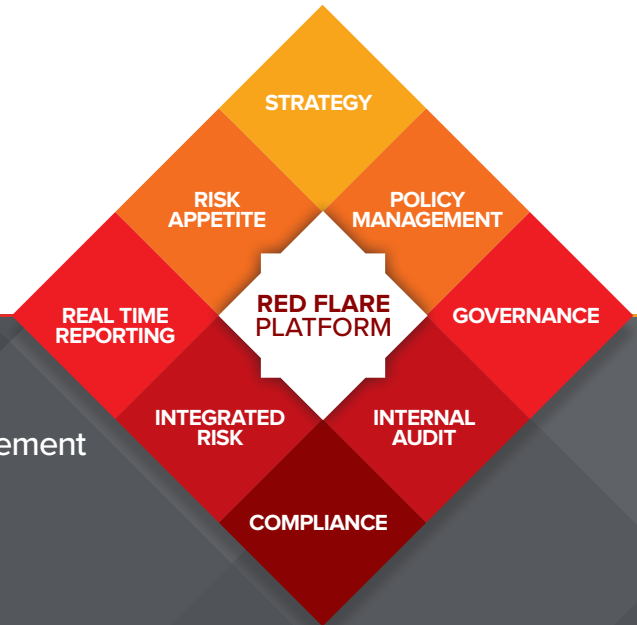 STRATEGY
RISK
APPETITE
POLICY
MANAGEMENT
RED FLARE
PLATFORM
REAL TIME
REPORTING
GOVERNANCE
INTEGRATED
RISK
INTERNAL
AUDIT
ement
COMPLIANCE